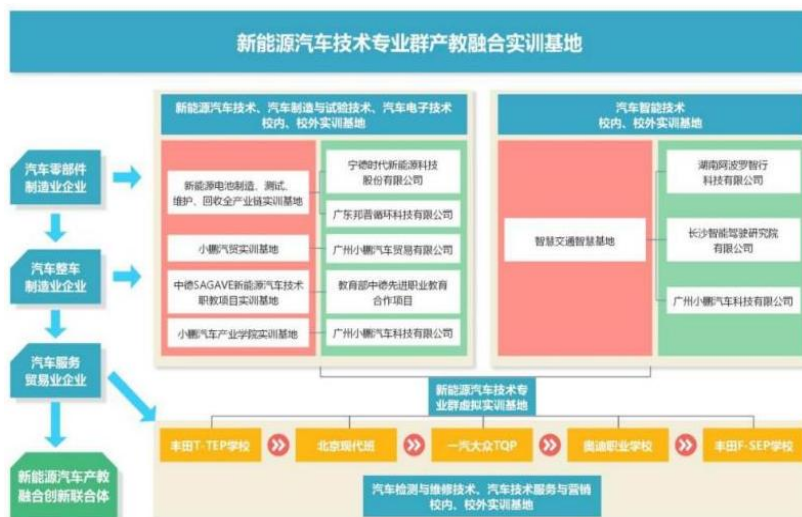 新能源汽车技术专业群产教融合实训基地
汽车零部件
制造业企业
汽车整车
制造业企业
汽车服务
贸易业企业
新能源汽车产教
融合创新联合体
新能源汽车技术、汽车制造与试验技术、汽车电子技术
校内、校外实训基地
新能源电池制造、测试、
维护、回收全产业链实训基地
小鹏汽贸实训基地
中德SAGAVE新能源汽车技术
职教项目实训基地
小鹏汽车产业学院实训基地
宁德时代新能源科技
股份有限公司
广东邦普循环科技有限公司
广州小鹏汽车贸易有限公司
教育部中德先进职业教育
合作项目
广州小鹏汽车科技有限公司
汽车智能技术
校内、校外实训基地
智慧交通智慧基地
湖南阿波罗智行
科技有限公司
长沙智能驾驶研究院
有限公司
广州小鹏汽车科技有限公司
新能源汽车技术专
业群虚拟实训基地
丰田T-TEP学校
北京现代班
一汽大众TQP
奥迪职业学校
丰田F-SEP学校
汽车检测与维修技术、汽车技术服务与营销
校内、校外实训基地